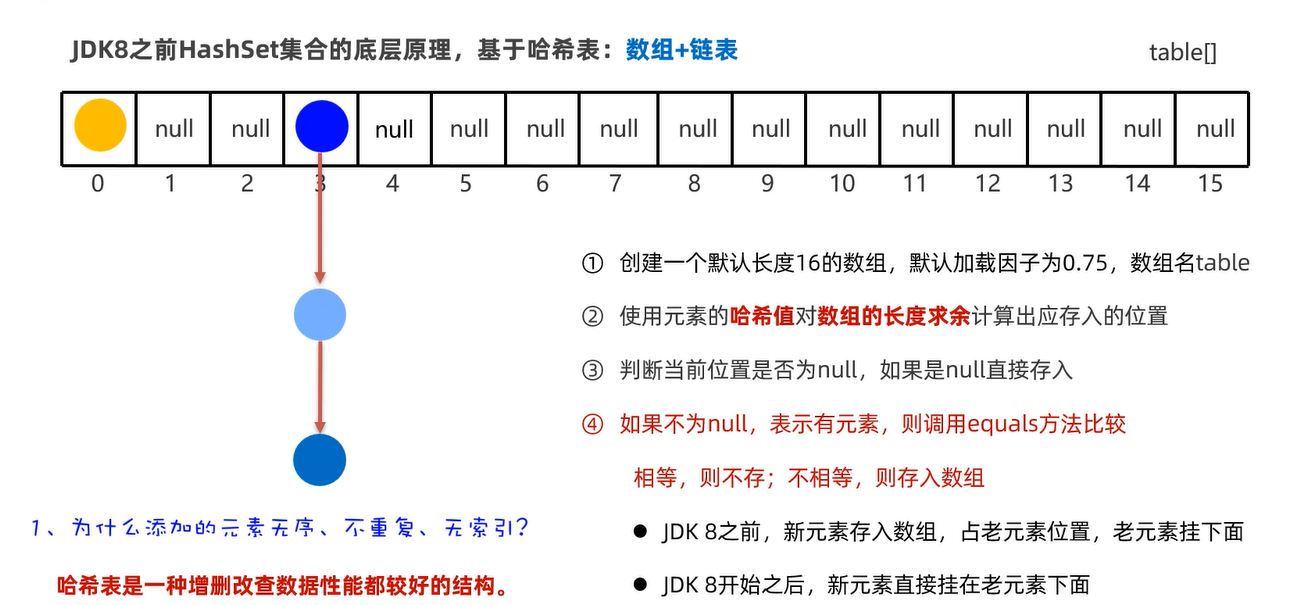 JDK8之前HashSet集合的底层原理，基于哈希表：数组+链表
table[]
null null null null null null null null null null null null null null
0 1 2 3 4 5 6 7 8 9 10 11 12 13 14 15
① 创建一个默认长度16的数组，默认加载因子为0.75，数组名table
② 使用元素的哈希值对数组的长度求余计算出应存入的位置
③ 判断当前位置是否为null，如果是null直接存入
④ 如果不为null，表示有元素，则调用equals方法比较
相等，则不存；不相等，则存入数组
● JDK 8之前，新元素存入数组，占老元素位置，老元素挂下面
● JDK 8开始之后，新元素直接挂在老元素下面
1、为什么添加的元素无序、不重复、无索引？
哈希表是一种增删改查数据性能都较好的结构。